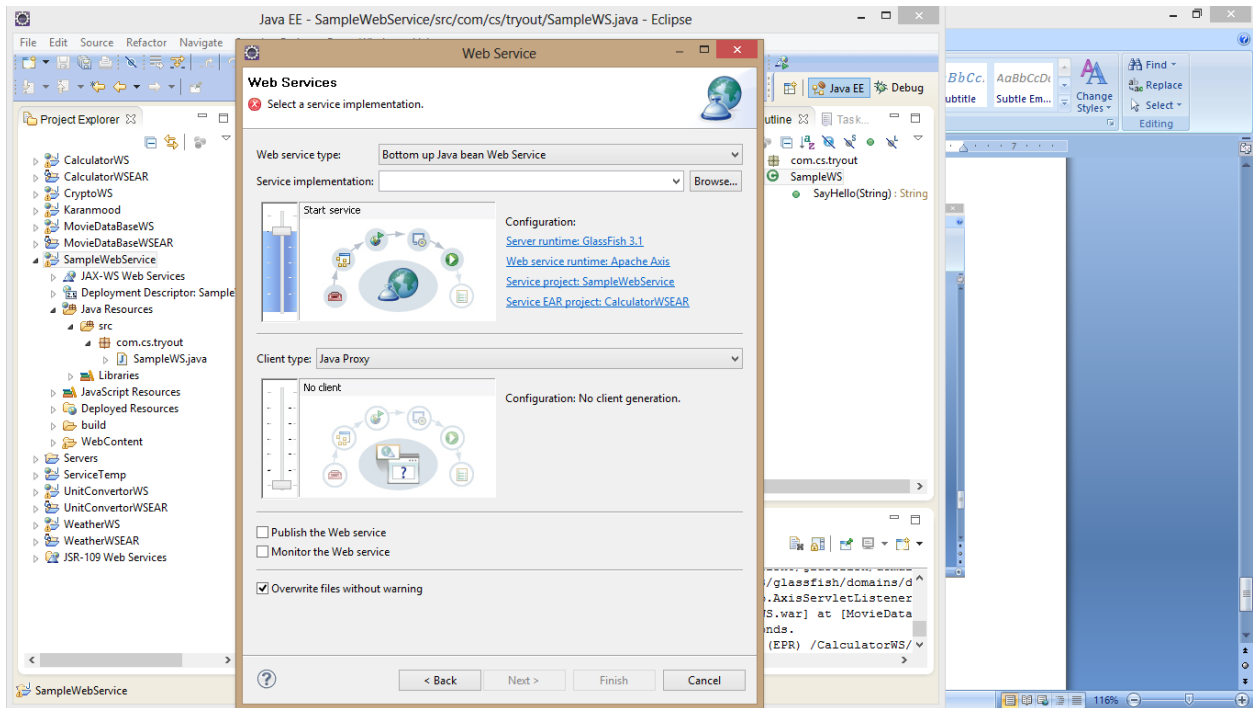 Java EE - SampleWebService/src/com/cs/tryout/SampleWS.java - Eclipse
File Edit Source Refactor Navigate
Java EE
Debug
Project Explorer
CalculatorWS
CalculatorWSEAR
CryptoWS
Karanmood
MovieDataBaseWS
MovieDataBaseWSEAR
SampleWebService
JAX-WS Web Services
Deployment Descriptor: Sample
Java Resources
src
com.cs.tryout
SampleWS.java
Libraries
JavaScript Resources
Deployed Resources
build
WebContent
Servers
ServiceTemp
UnitConvertorWS
UnitConvertorWSEAR
WeatherWS
WeatherWSEAR
JSR-109 Web Services
SampleWebService
Web Service
Web Services
Select a service implementation.
Web service type: Bottom up Java bean Web Service
Service implementation: Browse...
Start service
Configuration:
Server runtime: GlassFish 3.1
Web service runtime: Apache Axis
Service project: SampleWebService
Service EAR project: CalculatorWSEAR
Client type: Java Proxy
No client
Configuration: No client generation.
Publish the Web service
Monitor the Web service
Overwrite files without warning
< Back Next > Finish Cancel
utline Task...
com.cs.tryout
SampleWS
SayHello(String) : String
/glassfish/domains/d
.AxisServletListener
S.war] at [MovieData
nds.
(EPR) /CalculatorWS/
BbCc. AaBbCcDt
ubtitle Subtle Em...
Change
Styles
Find
Replace
Select
Editing
7
116%